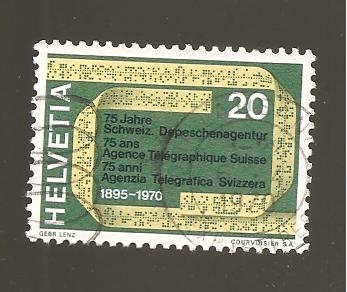 HELVETIA
20
75 Jahre
Schweiz. Depeschenagentur
75 ans
Agence Télégraphique Suisse
75 anni
Agenzia Telegrafica Svizzera
1895-1970
GEBR. LENZ
COURVOISIER S.A.